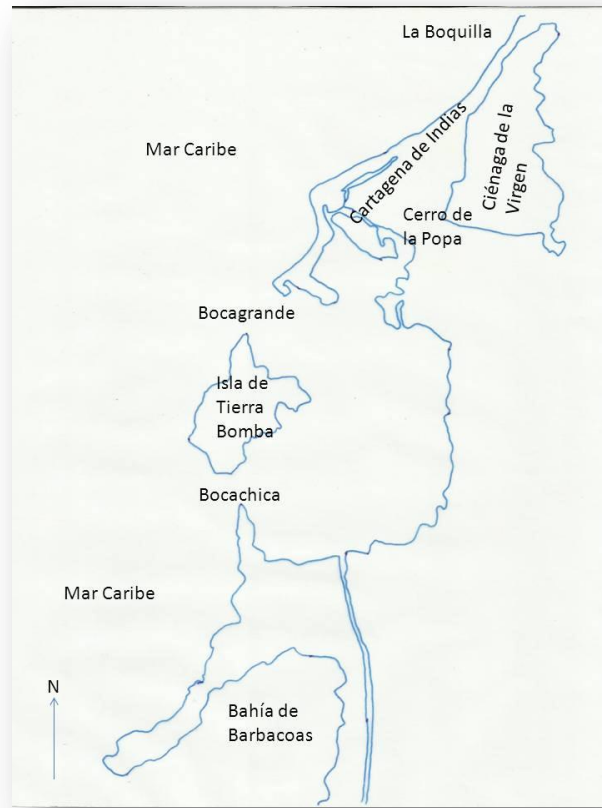 La Boquilla
Mar Caribe
Cartagena de Indias
Ciénaga de la
Virgen
Cerro de
la Popa
Bocagrande
Isla de
Tierra
Bomba
Bocachica
Mar Caribe
N
Bahía de
Barbacoas